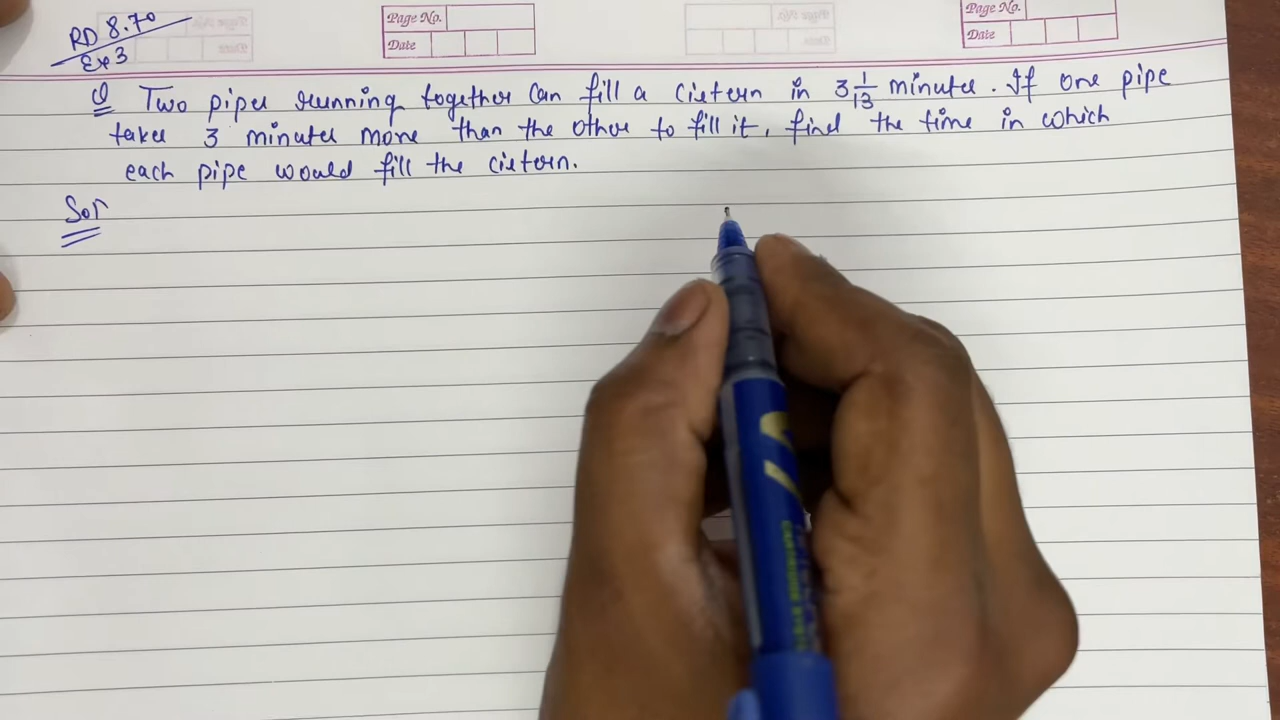 RD 8.70
Ex 3
Page No.
Date
Page No.
Date
Q Two pipes running together can fill a cistern in 3 1/13 minutes. If one pipe
takes 3 minutes more than the other to fill it, find the time in which
each pipe would fill the cistern.
Sol